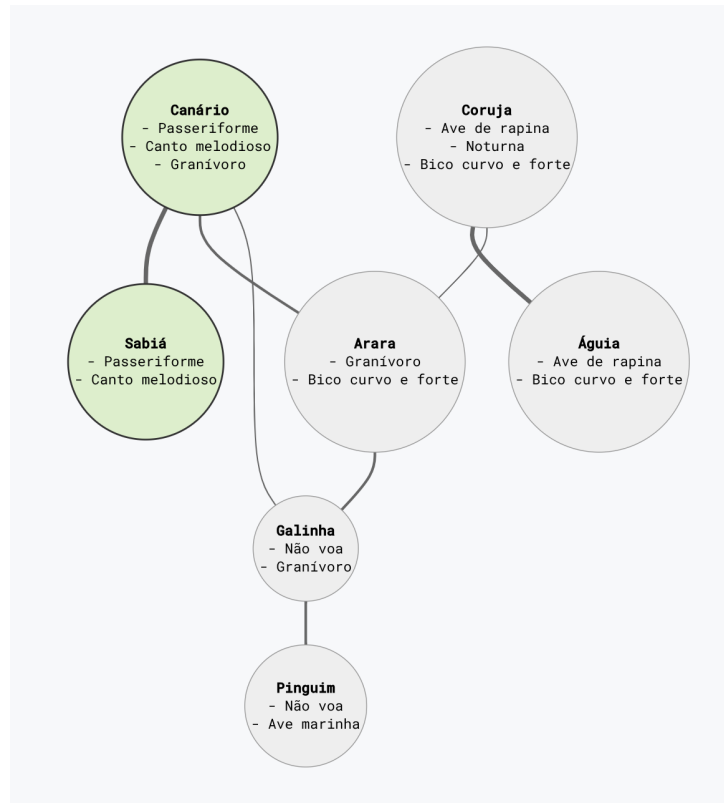 Canário
- Passeriforme
- Canto melodioso
- Granívoro
Coruja
- Ave de rapina
- Noturna
- Bico curvo e forte
Sabiá
- Passeriforme
- Canto melodioso
Arara
- Granívoro
- Bico curvo e forte
Águia
- Ave de rapina
- Bico curvo e forte
Galinha
- Não voa
- Granívoro
Pinguim
- Não voa
- Ave marinha